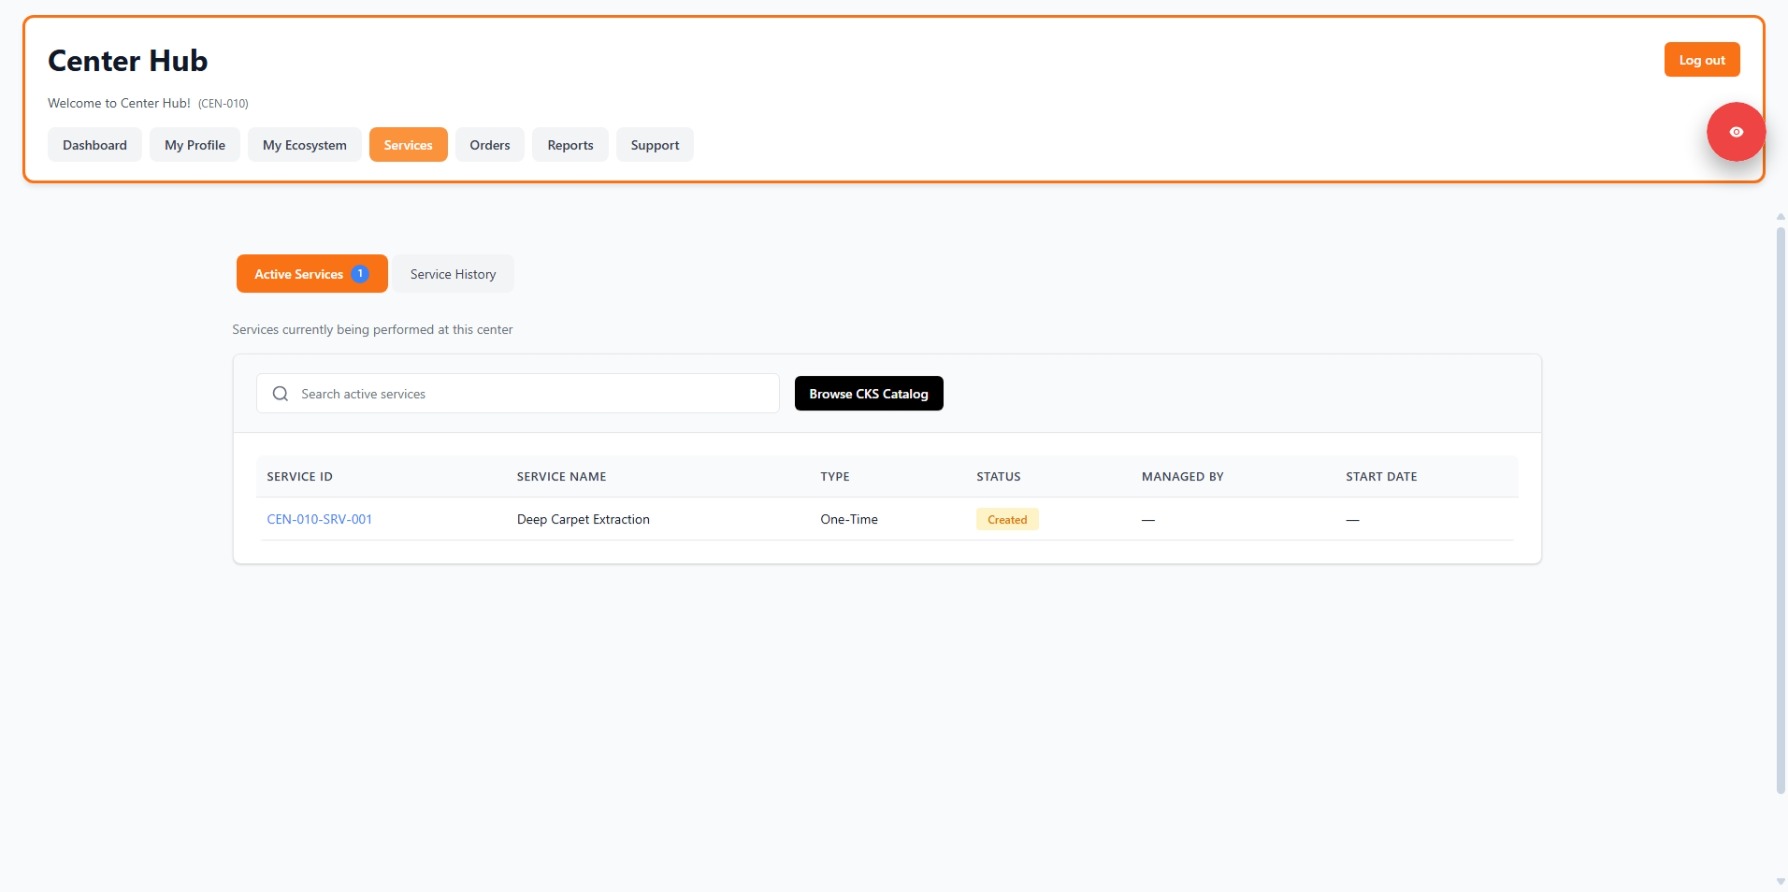 Center Hub
Log out
Welcome to Center Hub! (CEN-010)
Dashboard My Profile My Ecosystem Services Orders Reports Support
Active Services 1 Service History
Services currently being performed at this center
Search active services Browse CKS Catalog
SERVICE ID SERVICE NAME TYPE STATUS MANAGED BY START DATE
CEN-010-SRV-001 Deep Carpet Extraction One-Time Created — —